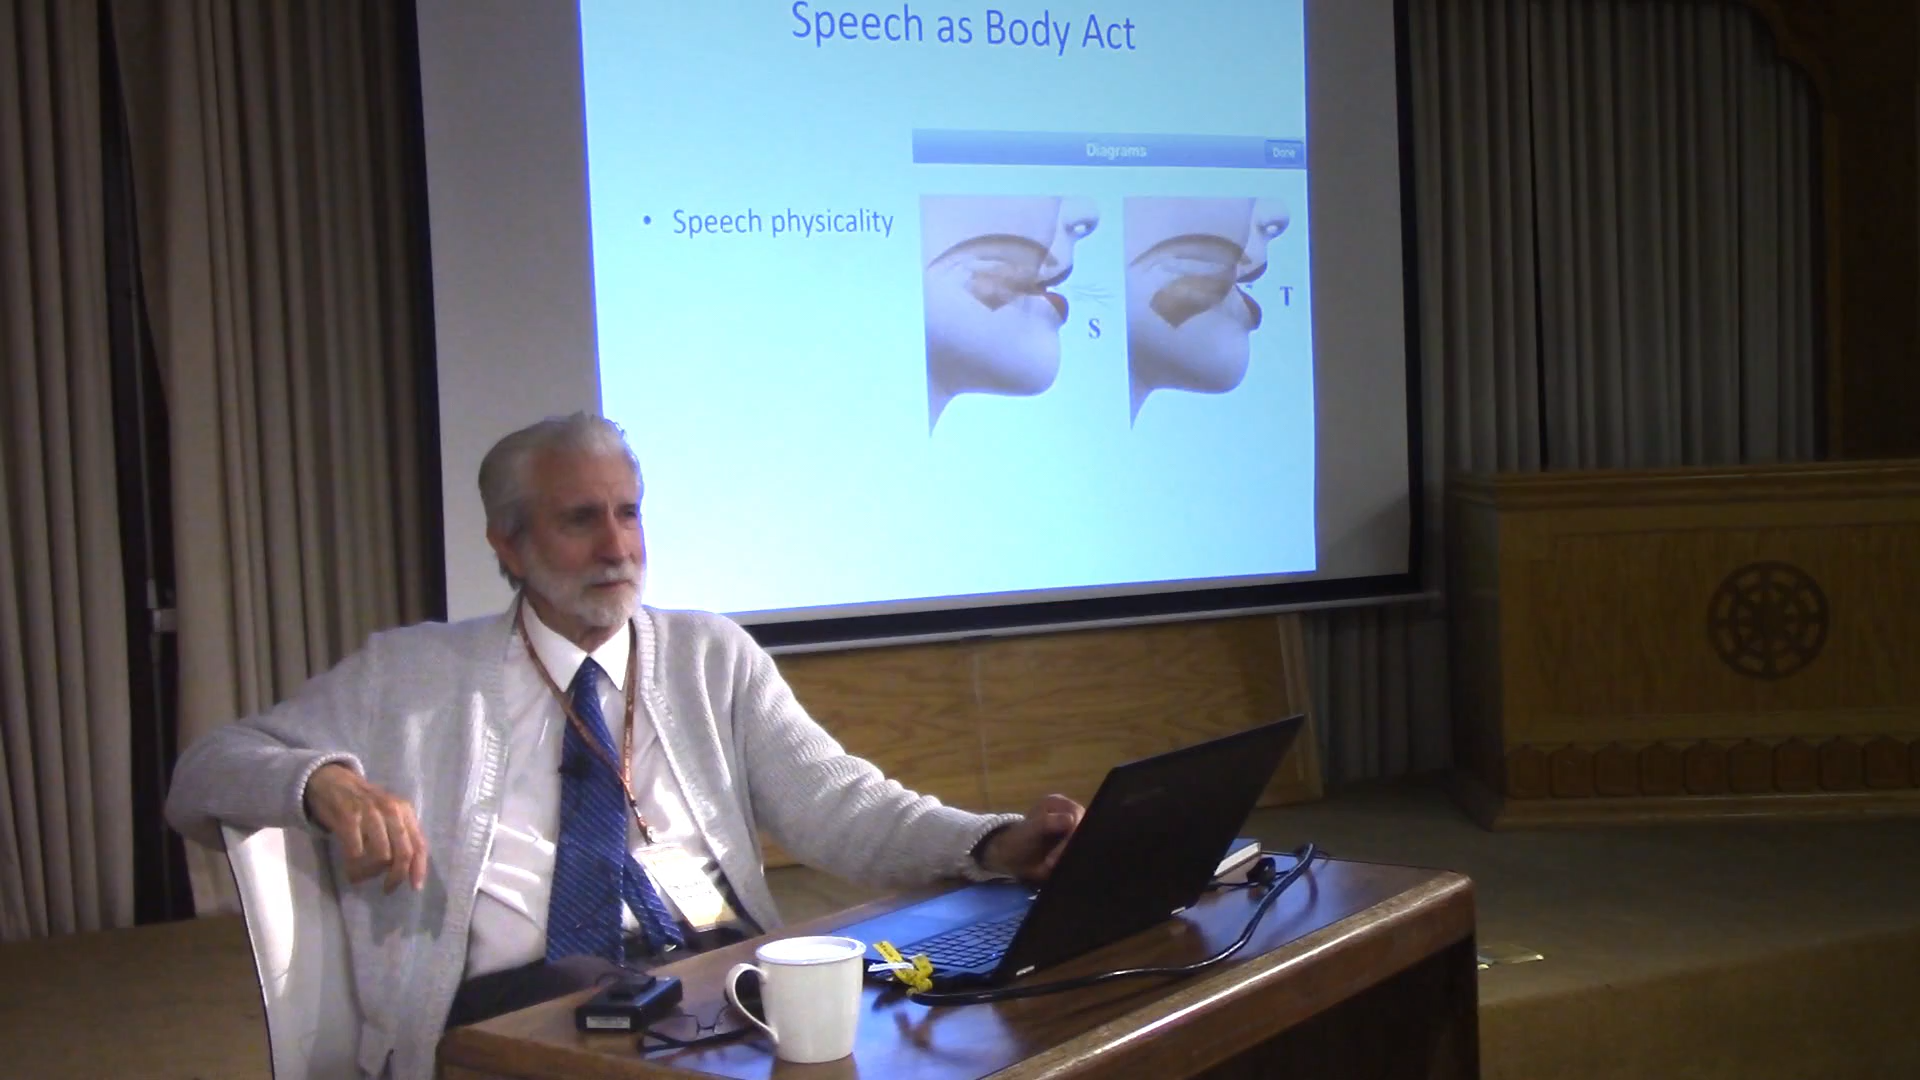 Speech as Body Act
Diagrams
Done
• Speech physicality
S
T